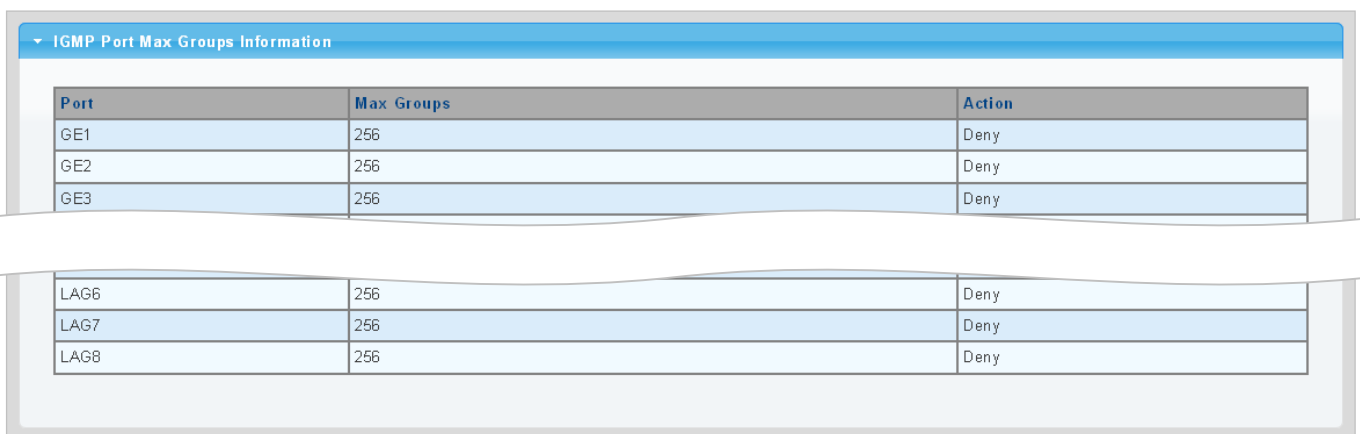 IGMP Port Max Groups Information
Port Max Groups Action
GE1 256 Deny
GE2 256 Deny
GE3 256 Deny
LAG6 256 Deny
LAG7 256 Deny
LAG8 256 Deny